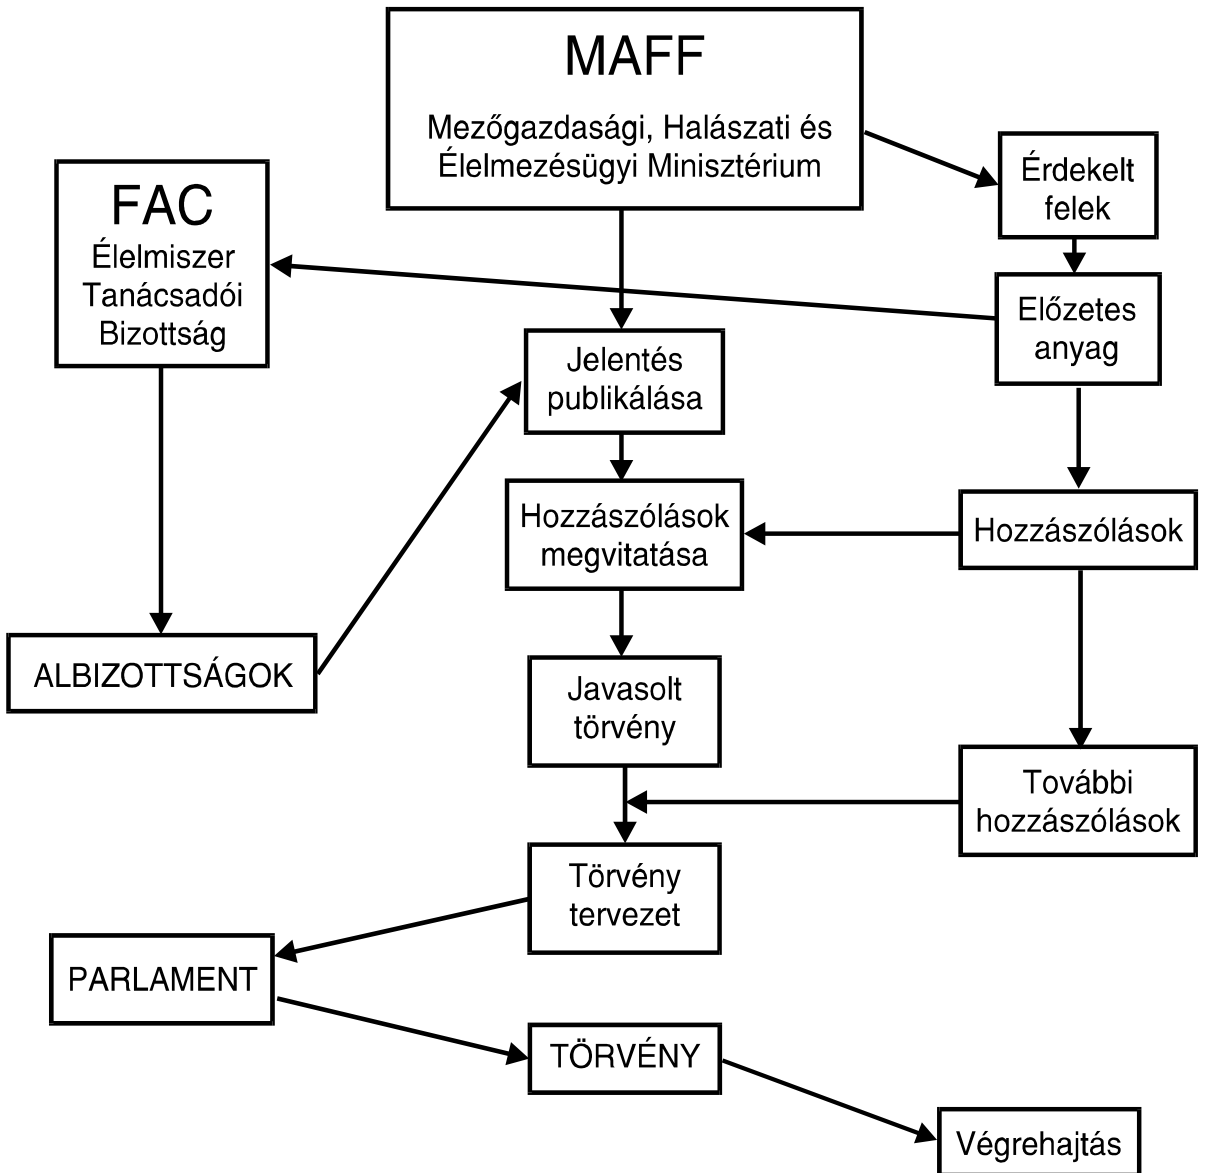 MAFF
Mezőgazdasági, Halászati és
Élelmezésügyi Minisztérium
Érdekelt
felek
FAC
Élelmiszer
Tanácsadói
Bizottság
Előzetes
anyag
Jelentés
publikálása
Hozzászólások
megvitatása
Hozzászólások
ALBIZOTTSÁGOK
Javasolt
törvény
További
hozzászólások
Törvény
tervezet
PARLAMENT
TÖRVÉNY
Végrehajtás